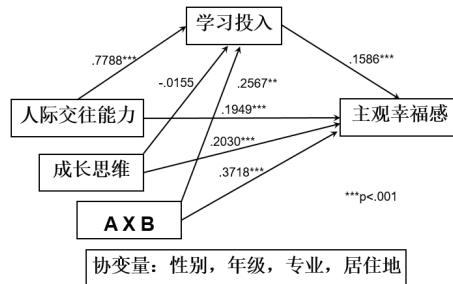 学习投入
.7788***
-.0155
.2567**
.1586***
人际交往能力
.1949***
主观幸福感
.2030***
成长思维
.3718***
***p<.001
A X B
协变量：性别，年级，专业，居住地